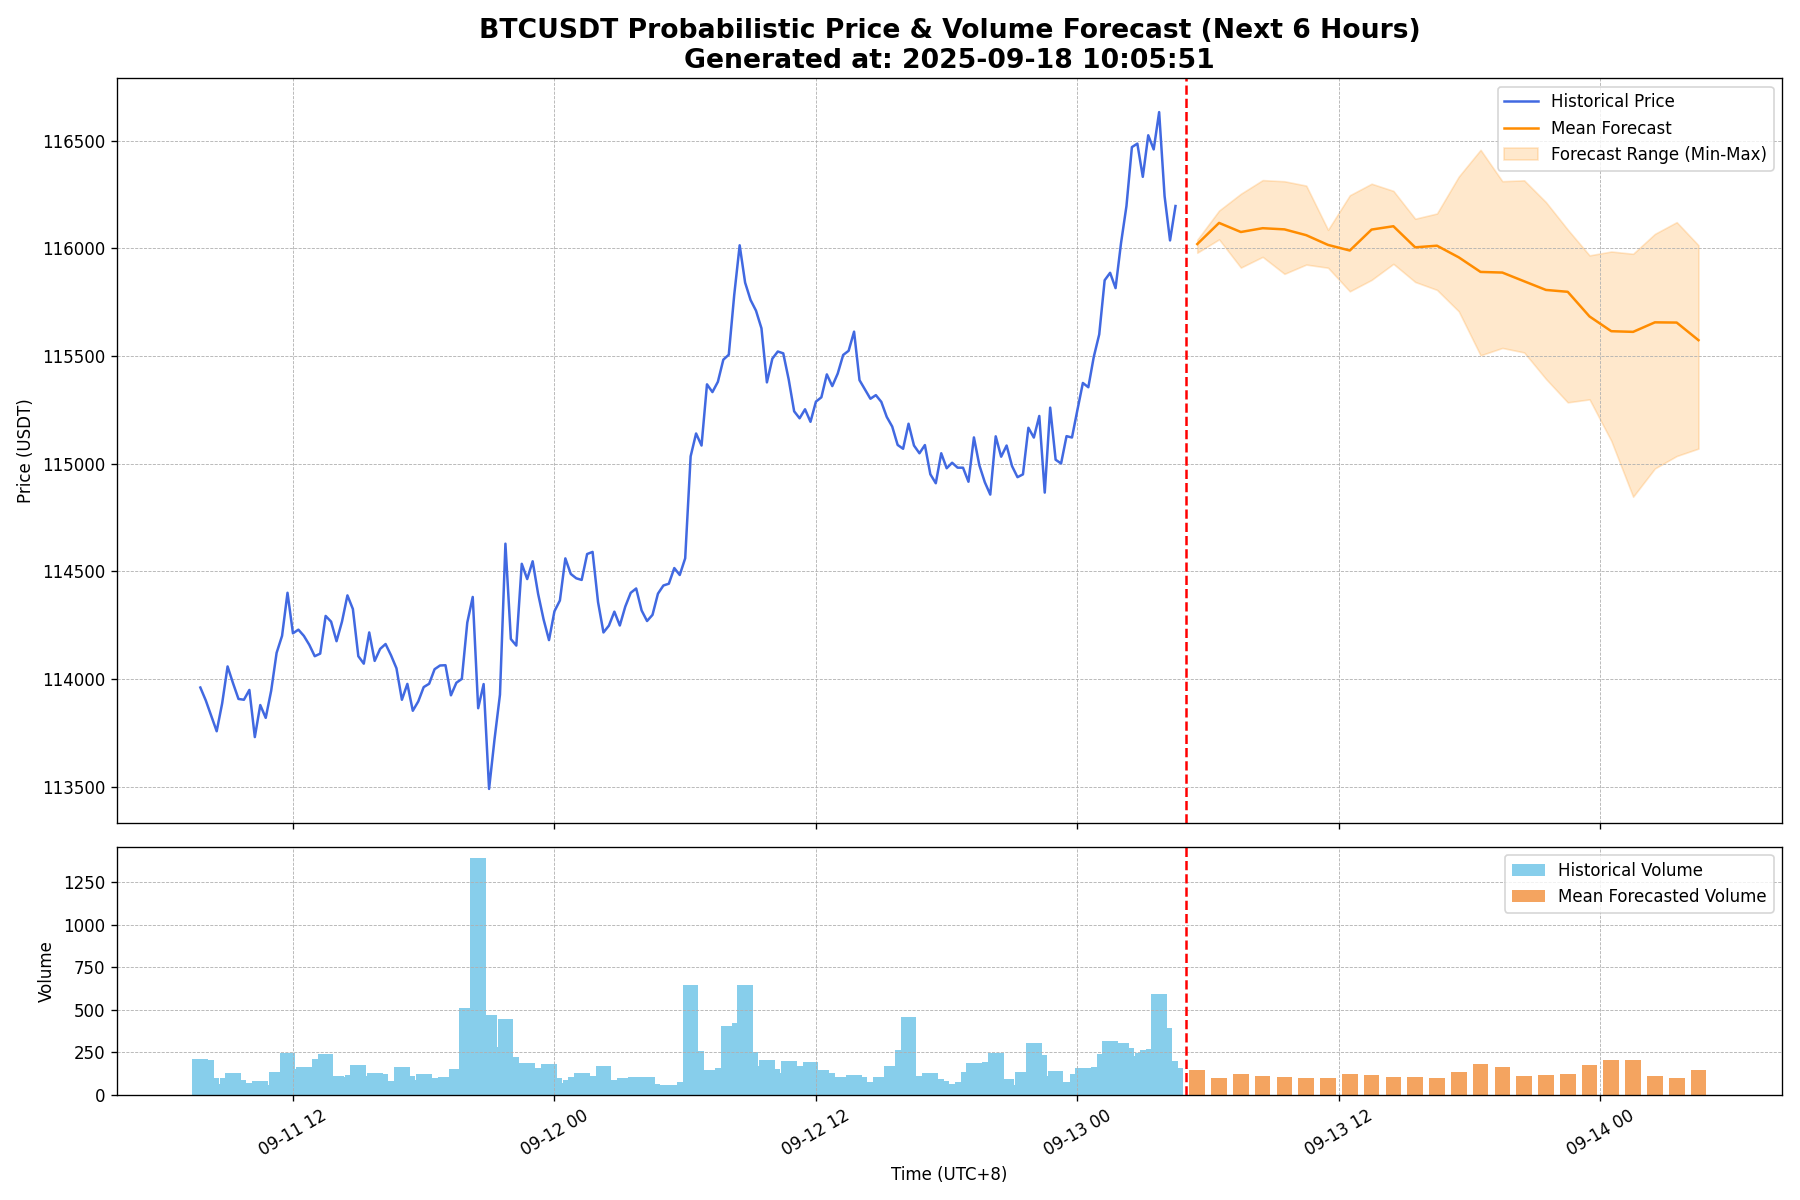 BTCUSDT Probabilistic Price & Volume Forecast (Next 6 Hours)
Generated at: 2025-09-18 10:05:51
Historical Price
Mean Forecast
Forecast Range (Min-Max)
Price (USDT)
116500
116000
115500
115000
114500
114000
113500
Historical Volume
Mean Forecasted Volume
Volume
1250
1000
750
500
250
0
09-11 12
09-12 00
09-12 12
09-13 00
09-13 12
09-14 00
Time (UTC+8)